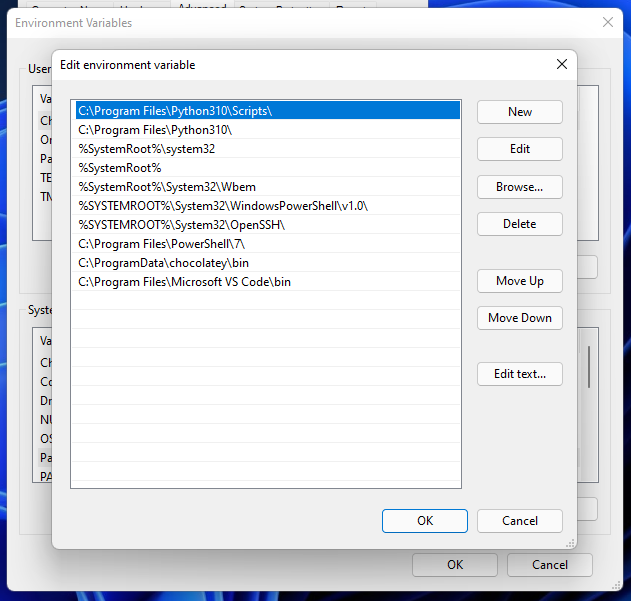 Environment Variables
Edit environment variable
C:\Program Files\Python310\Scripts\
C:\Program Files\Python310\
%SystemRoot%\system32
%SystemRoot%
%SystemRoot%\System32\Wbem
%SYSTEMROOT%\System32\WindowsPowerShell\v1.0\
%SYSTEMROOT%\System32\OpenSSH\
C:\Program Files\PowerShell\7\
C:\ProgramData\chocolatey\bin
C:\Program Files\Microsoft VS Code\bin
New
Edit
Browse...
Delete
Move Up
Move Down
Edit text...
OK
Cancel
User
Va
Ch
On
Pa
TE
TN
Syste
Va
Ch
Co
Dr
NU
OS
Pa
PA
OK
Cancel